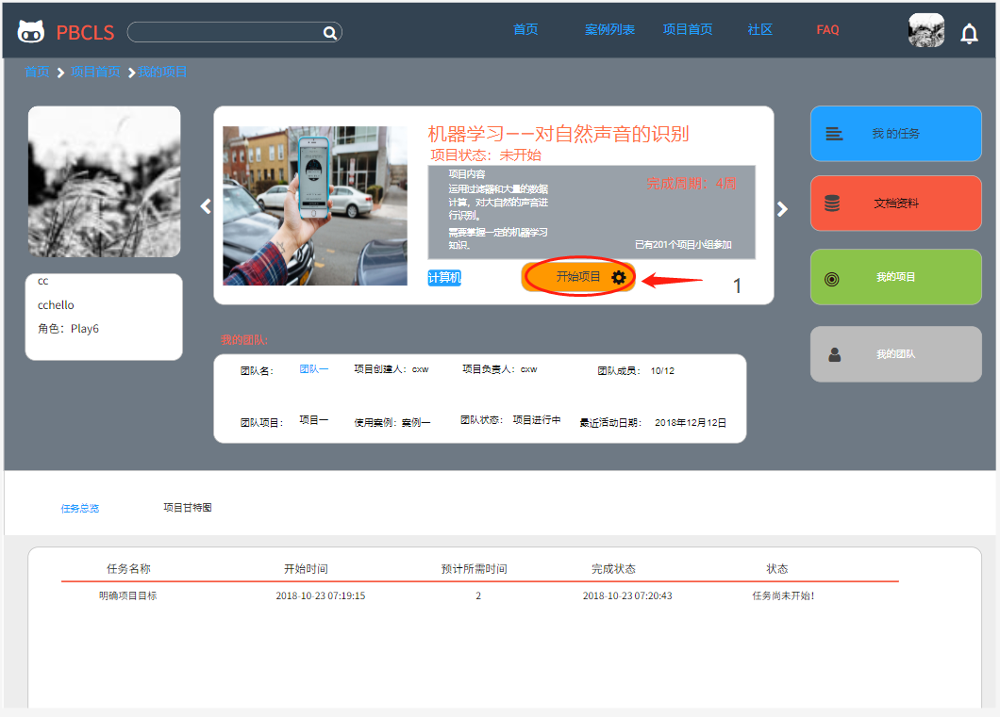 PBCLS
首页 案例列表 项目首页 社区 FAQ
首页 项目首页 我的项目
机器学习——对自然声音的识别
项目状态：未开始
项目内容
运用过滤器和大量的数据
计算，对大自然的声音进
行识别。
需要掌握一定的机器学习
知识。
完成周期：4周
已有201个项目小组参加
计算机
开始项目
1
我 的任务
文档资料
我的项目
我的团队
cc
cchello
角色：Play6
我的团队:
团队名： 团队一 项目创建人：cxw 项目负责人：cxw 团队成员： 10/12
团队项目： 项目一 使用案例：案例一 团队状态： 项目进行中 最近活动日期： 2018年12月12日
任务总览 项目甘特图
任务名称 开始时间 预计所需时间 完成状态 状态
明确项目目标 2018-10-23 07:19:15 2 2018-10-23 07:20:43 任务尚未开始！